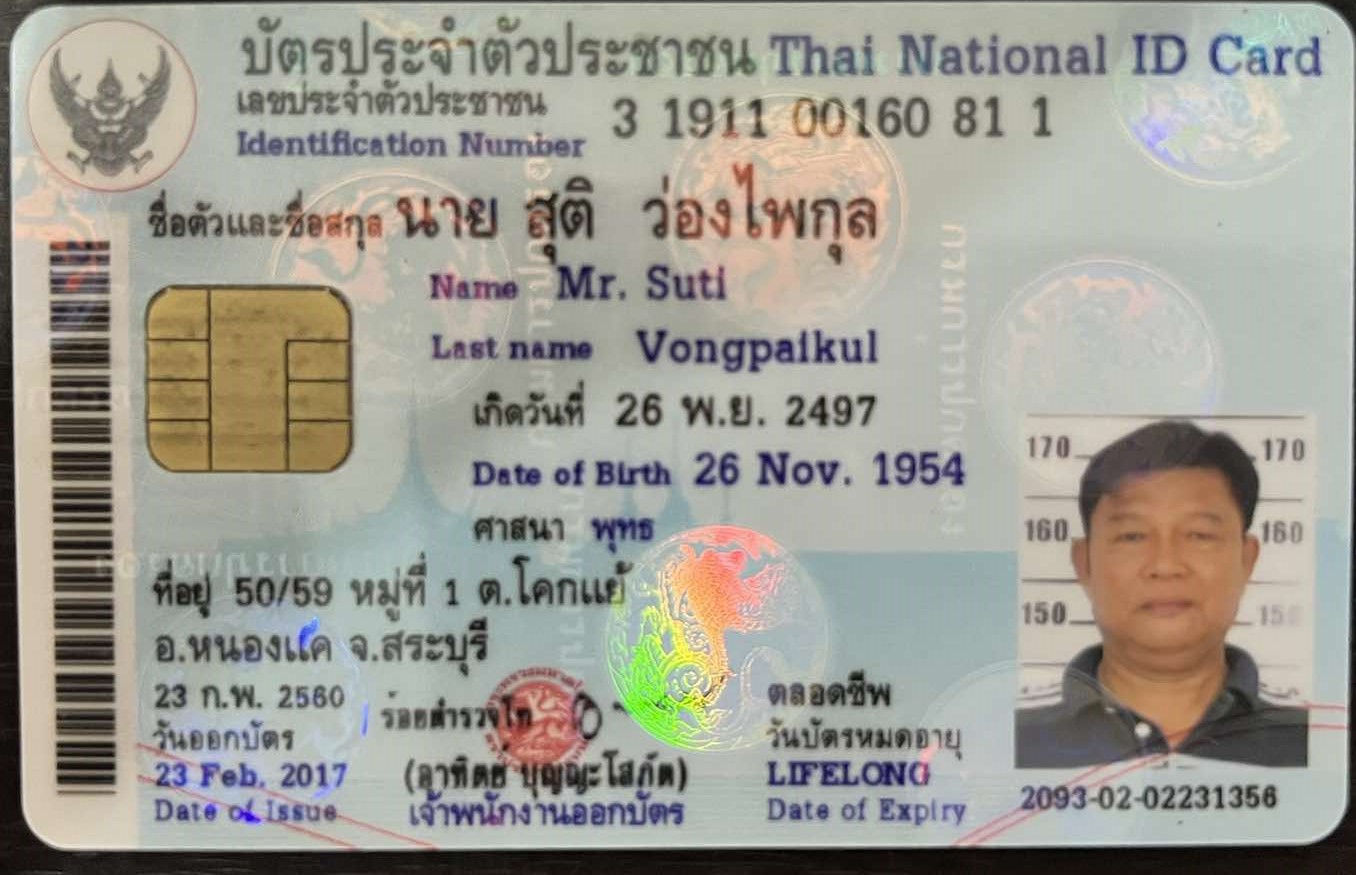 บัตรประจำตัวประชาชน Thai National ID Card
เลขประจำตัวประชาชน
Identification Number 3 1911 00160 81 1
ชื่อตัวและชื่อสกุล นาย สุติ ว่องไพกุล
Name Mr. Suti
Last name Vongpaikul
เกิดวันที่ 26 พ.ย. 2497
Date of Birth 26 Nov. 1954
ศาสนา พุทธ
ที่อยู่ 50/59 หมู่ที่ 1 ต.โคกแย้
อ.หนองแค จ.สระบุรี
23 ก.พ. 2560
วันออกบัตร
23 Feb. 2017
Date of Issue
ร้อยตำรวจโท
(อาทิตย์ บุญญะโสภัต)
เจ้าพนักงานออกบัตร
ตลอดชีพ
วันบัตรหมดอายุ
LIFELONG
Date of Expiry
170 170
160 160
150 150
2093-02-02231356